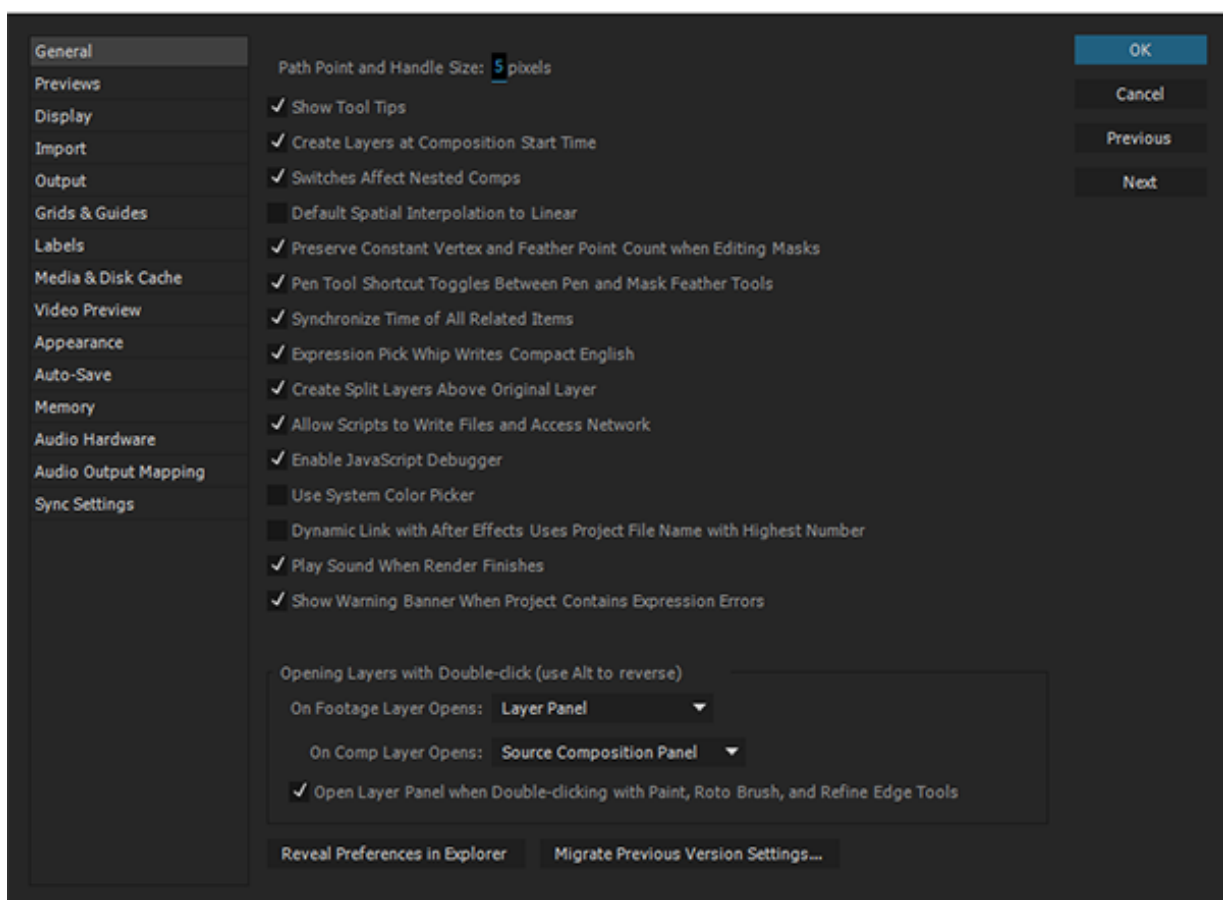 General
Previews
Display
Import
Output
Grids & Guides
Labels
Media & Disk Cache
Video Preview
Appearance
Auto-Save
Memory
Audio Hardware
Audio Output Mapping
Sync Settings
Path Point and Handle Size: 5 pixels
Show Tool Tips
Create Layers at Composition Start Time
Switches Affect Nested Comps
Default Spatial Interpolation to Linear
Preserve Constant Vertex and Feather Point Count when Editing Masks
Pen Tool Shortcut Toggles Between Pen and Mask Feather Tools
Synchronize Time of All Related Items
Expression Pick Whip Writes Compact English
Create Split Layers Above Original Layer
Allow Scripts to Write Files and Access Network
Enable JavaScript Debugger
Use System Color Picker
Dynamic Link with After Effects Uses Project File Name with Highest Number
Play Sound When Render Finishes
Show Warning Banner When Project Contains Expression Errors
Opening Layers with Double-click (use Alt to reverse)
On Footage Layer Opens: Layer Panel
On Comp Layer Opens: Source Composition Panel
Open Layer Panel when Double-clicking with Paint, Roto Brush, and Refine Edge Tools
Reveal Preferences in Explorer
Migrate Previous Version Settings...
OK
Cancel
Previous
Next